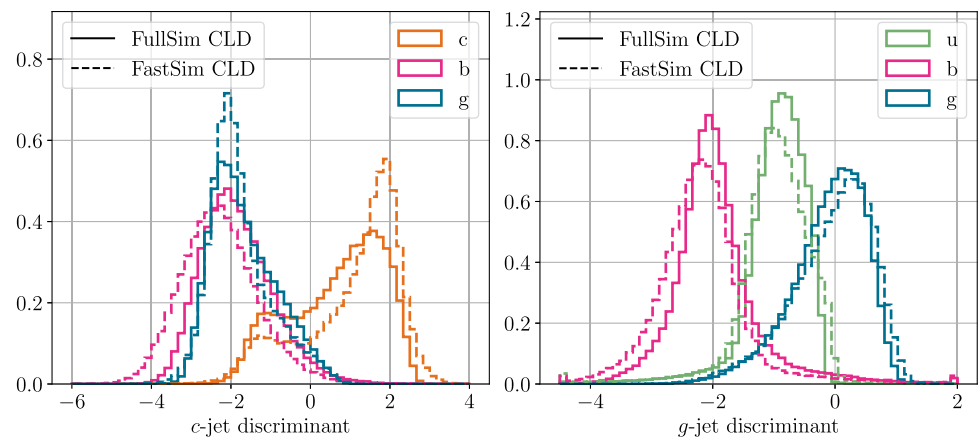 FullSim CLD
FastSim CLD
c
b
g
0.8
0.6
0.4
0.2
0.0
−6
−4
−2
0
2
4
c-jet discriminant
FullSim CLD
FastSim CLD
u
b
g
1.2
1.0
0.8
0.6
0.4
0.2
0.0
−4
−2
0
2
g-jet discriminant